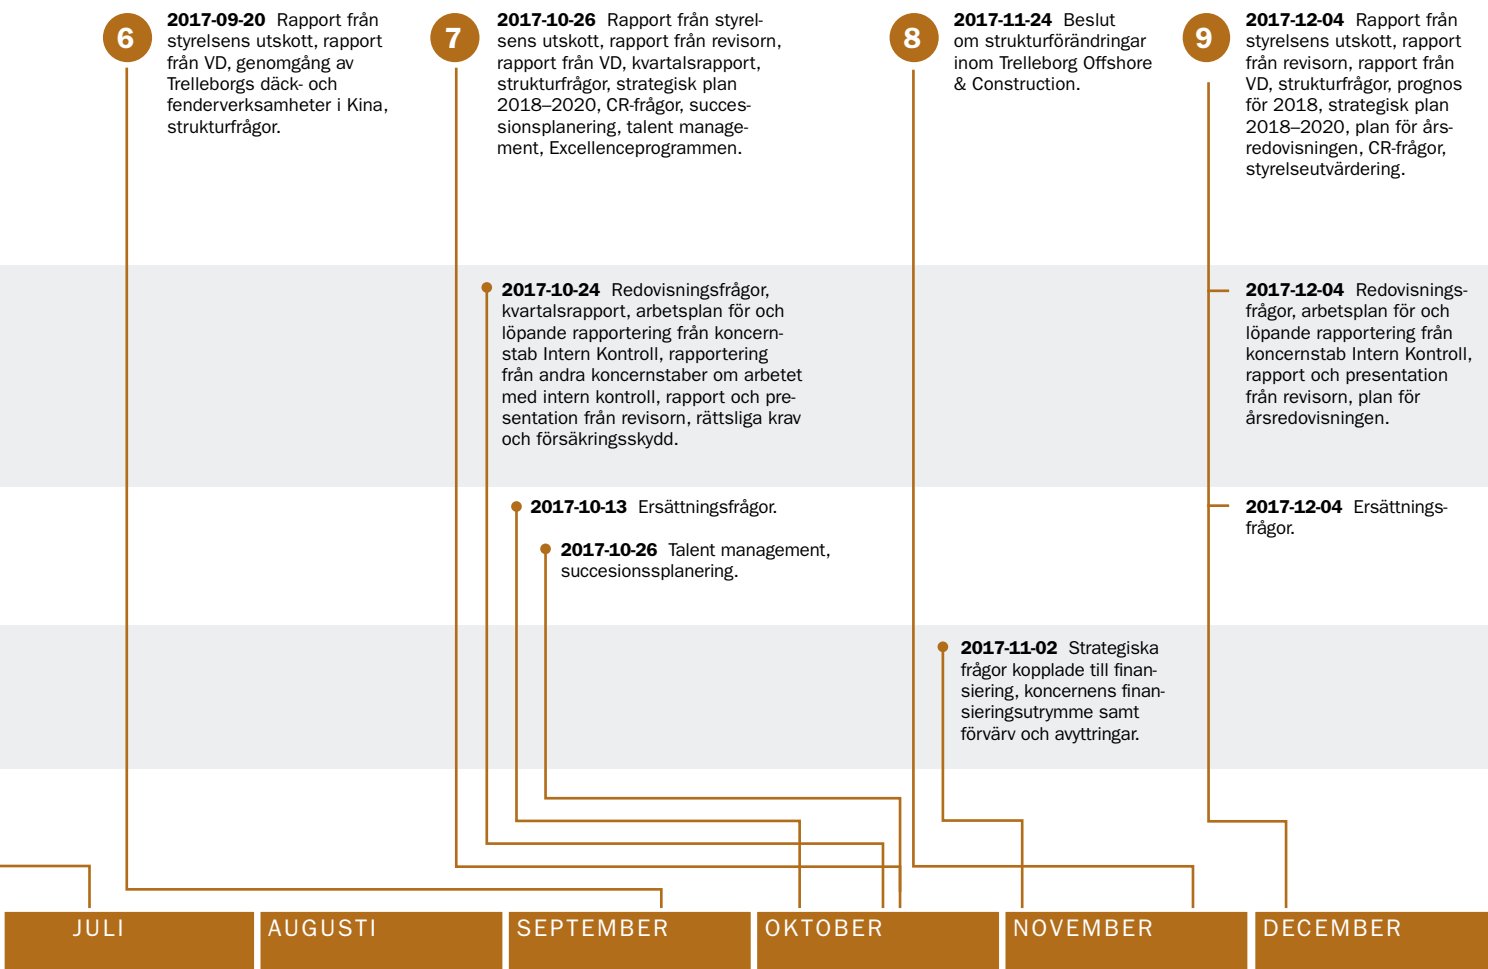 6
2017-09-20 Rapport från
styrelsens utskott, rapport
från VD, genomgång av
Trelleborgs däck- och
fenderverksamheter i Kina,
strukturfrågor.
7
2017-10-26 Rapport från styrel-
sens utskott, rapport från revisorn,
rapport från VD, kvartalsrapport,
strukturfrågor, strategisk plan
2018–2020, CR-frågor, succes-
sionsplanering, talent manage-
ment, Excellenceprogrammen.
8
2017-11-24 Beslut
om strukturförändringar
inom Trelleborg Offshore
& Construction.
9
2017-12-04 Rapport från
styrelsens utskott, rapport
från revisorn, rapport från
VD, strukturfrågor, prognos
för 2018, strategisk plan
2018–2020, plan för års-
redovisningen, CR-frågor,
styrelseutvärdering.
2017-10-24 Redovisningsfrågor,
kvartalsrapport, arbetsplan för och
löpande rapportering från koncern-
stab Intern Kontroll, rapportering
från andra koncernstaber om arbetet
med intern kontroll, rapport och pre-
sentation från revisorn, rättsliga krav
och försäkringsskydd.
2017-12-04 Redovisnings-
frågor, arbetsplan för och
löpande rapportering från
koncernstab Intern Kontroll,
rapport och presentation
från revisorn, plan för
årsredovisningen.
2017-10-13 Ersättningsfrågor.
2017-10-26 Talent management,
succesionssplanering.
2017-12-04 Ersättnings-
frågor.
2017-11-02 Strategiska
frågor kopplade till finan-
siering, koncernens finan-
sieringsutrymme samt
förvärv och avyttringar.
JULI
AUGUSTI
SEPTEMBER
OKTOBER
NOVEMBER
DECEMBER